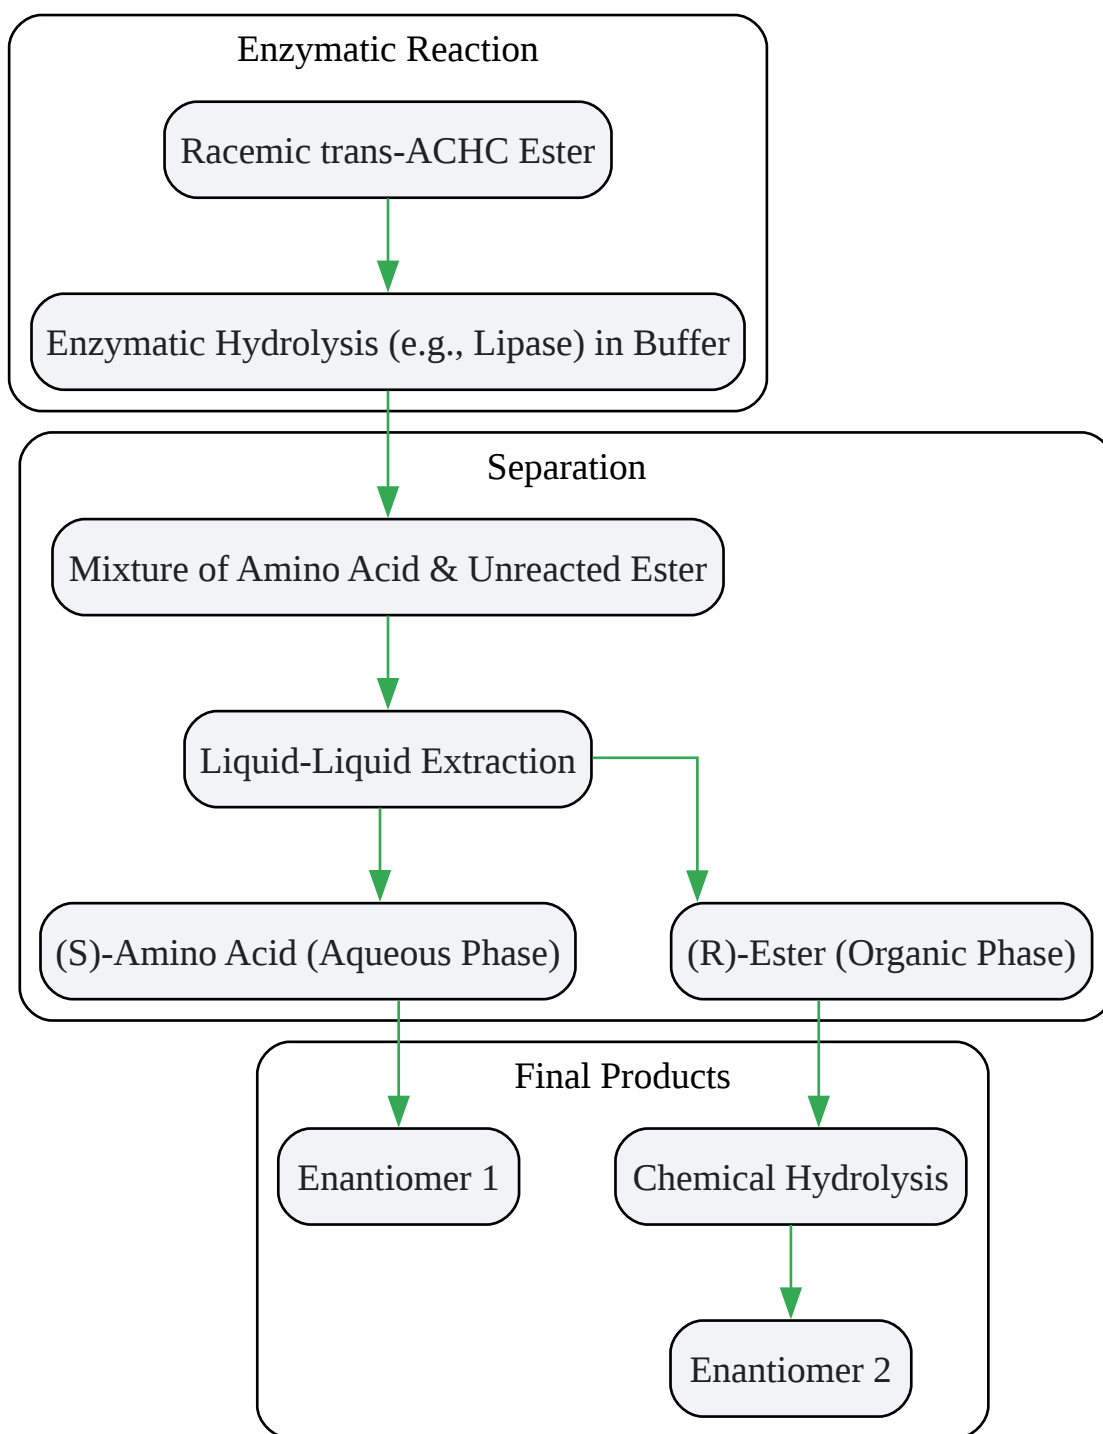 Enzymatic Reaction
Racemic trans-ACHC Ester
Enzymatic Hydrolysis (e.g., Lipase) in Buffer
Separation
Mixture of Amino Acid & Unreacted Ester
Liquid-Liquid Extraction
(S)-Amino Acid (Aqueous Phase)
(R)-Ester (Organic Phase)
Final Products
Enantiomer 1
Chemical Hydrolysis
Enantiomer 2